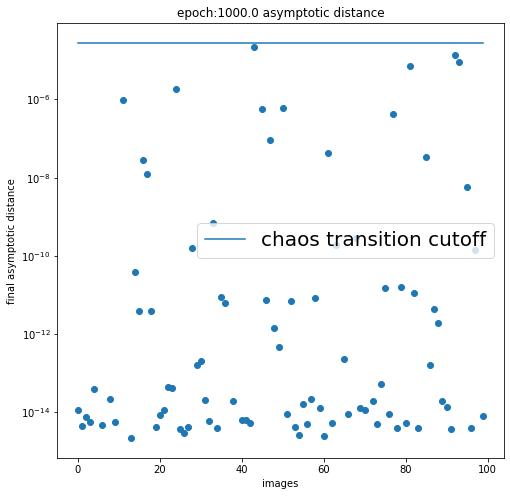 epoch:1000.0 asymptotic distance
final asymptotic distance
10⁻⁶
10⁻⁸
10⁻¹⁰
10⁻¹²
10⁻¹⁴
chaos transition cutoff
0
20
40
60
80
100
images